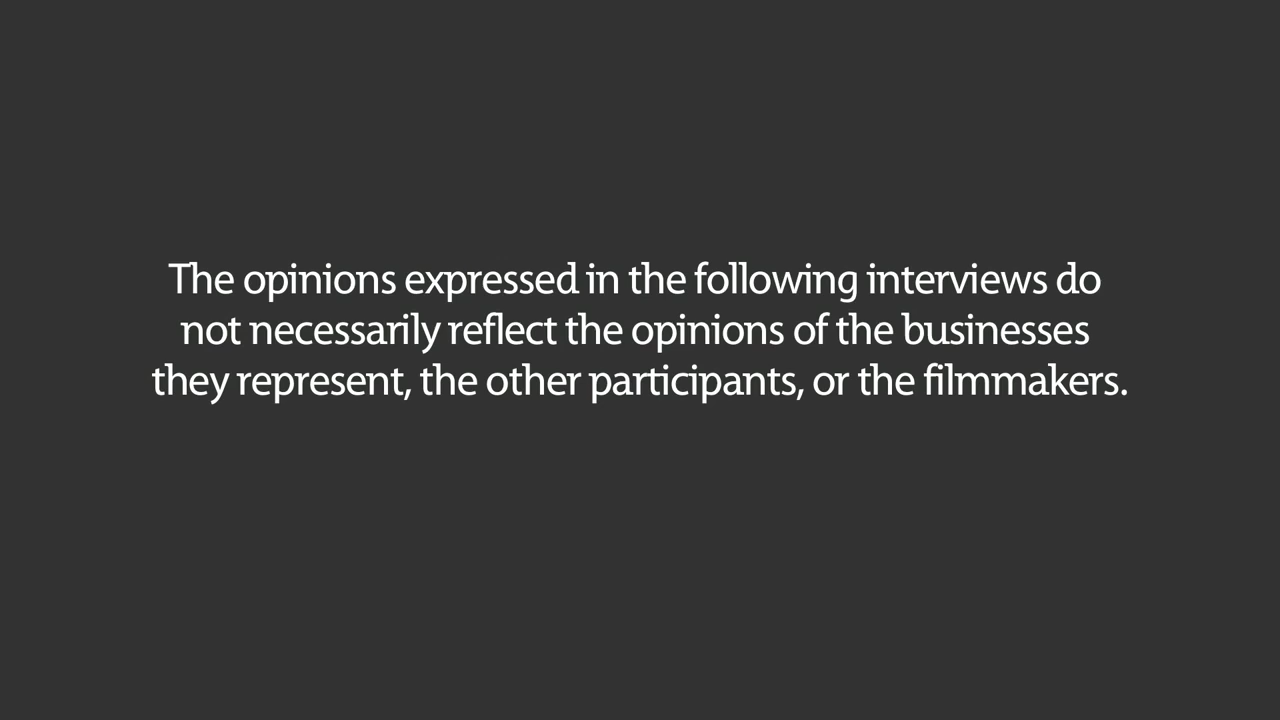 The opinions expressed in the following interviews do
not necessarily reflect the opinions of the businesses
they represent, the other participants, or the filmmakers.